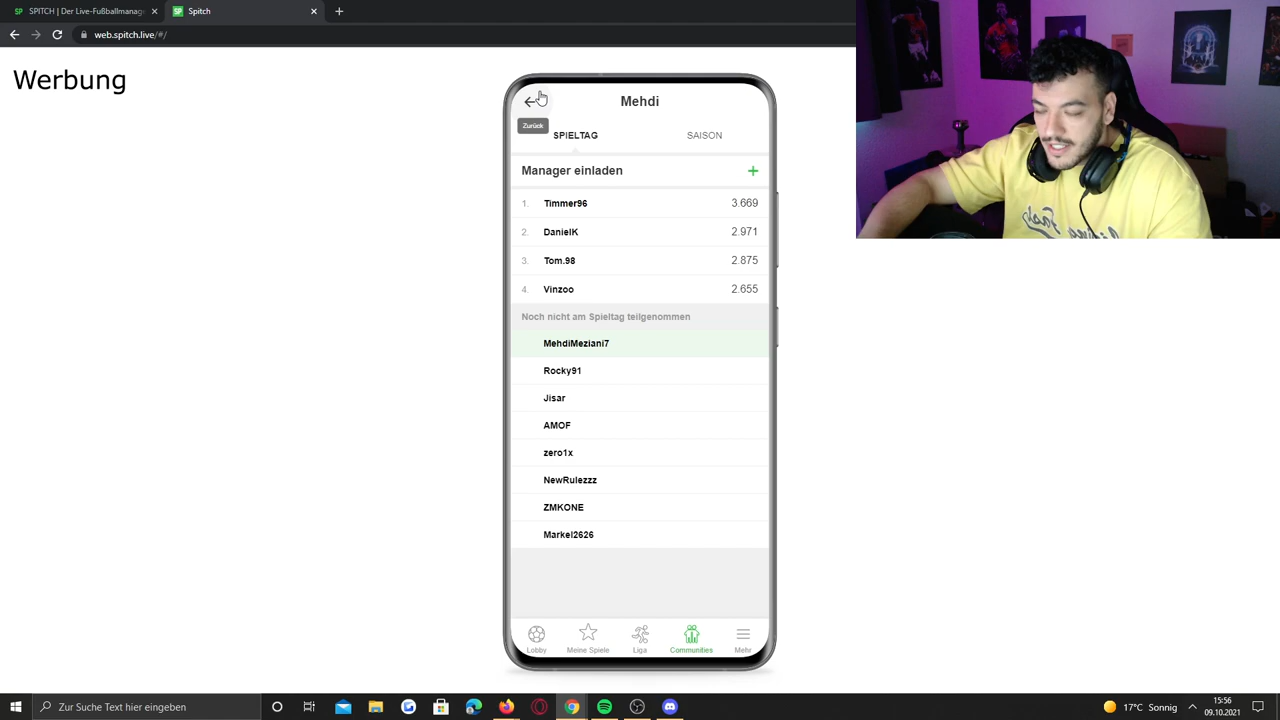 SPITCH | Der Live-Fußballmanag
Spitch
web.spitch.live/#/
Werbung
Mehdi
Zurück
SPIELTAG
SAISON
Manager einladen
1. Timmer96 3.669
2. DanielK 2.971
3. Tom.98 2.875
4. Vinzoo 2.655
Noch nicht am Spieltag teilgenommen
MehdiMeziani7
Rocky91
Jisar
AMOF
zero1x
NewRulezzz
ZMKONE
Markel2626
Lobby
Meine Spiele
Liga
Communities
Mehr
Zur Suche Text hier eingeben
17°C Sonnig
15:56
09.10.2021